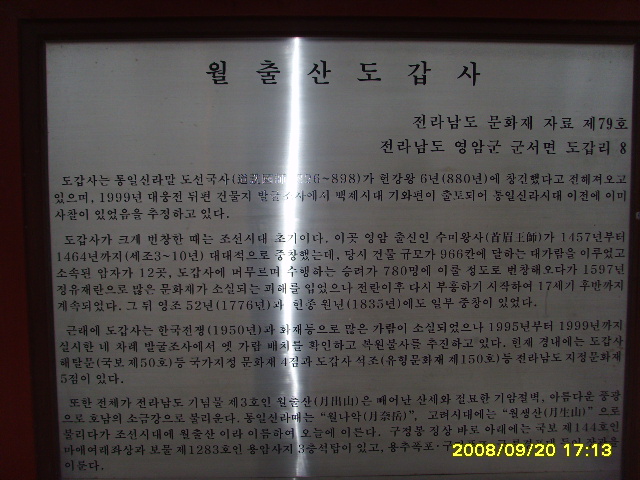 월출산도갑사
전라남도 문화재 자료 제79호
전라남도 영암군 군서면 도갑리 8
도갑사는 통일신라말 도선국사(道詵國師 826~898)가 헌강왕 6년(880년)에 창건했다고 전해져오고
있으며, 1999년 대웅전 뒤편 건물지 발굴조사에서 백제시대 기와편이 출토되어 통일신라시대 이전에 이미
사찰이 있었음을 추정하고 있다.
도갑사가 크게 번창한 때는 조선시대 초기이다. 이곳 영암 출신인 수미왕사(首眉王師)가 1457년부터
1464년까지(세조3~10년) 대대적으로 중창했는데, 당시 건물 규모가 966칸에 달하는 대가람을 이루었고
소속된 암자가 12곳, 도갑사에 머무르며 수행하는 승려가 780명에 이를 정도로 번창해오다가 1597년
정유재란으로 많은 문화재가 소실되는 피해를 입었으나 전란이후 다시 부흥하기 시작하여 17세기 후반까지
계속되었다. 그 뒤 영조 52년(1776년)과 헌종 원년(1835년)에도 일부 중창이 있었다.
근래에 도갑사는 한국전쟁(1950년)과 화재등으로 많은 가람이 소실되었으나 1995년부터 1999년까지
실시한 네 차례 발굴조사에서 옛 가람 배치를 확인하고 복원불사를 추진하고 있다. 현재 경내에는 도갑사
해탈문(국보 제50호)등 국가지정 문화재 4점과 도갑사 석조(유형문화재 제150호)등 전라남도 지정문화재
5점이 있다.
또한 전체가 전라남도 기념물 제3호인 월출산(月出山)은 빼어난 산세와 절묘한 기암절벽, 아름다운 풍광
으로 호남의 소금강으로 불리운다. 통일신라때는 "월나악(月奈岳)", 고려시대에는 "월생산(月生山)" 으로
불리다가 조선시대에 월출산 이라 이름하여 오늘에 이른다. 구정봉 정상 바로 아래에는 국보 제144호인
마애여래좌상과 보물 제1283호인 용암사지 3층석탑이 있고, 용추폭포·
이룬다.
2008/09/20 17:13